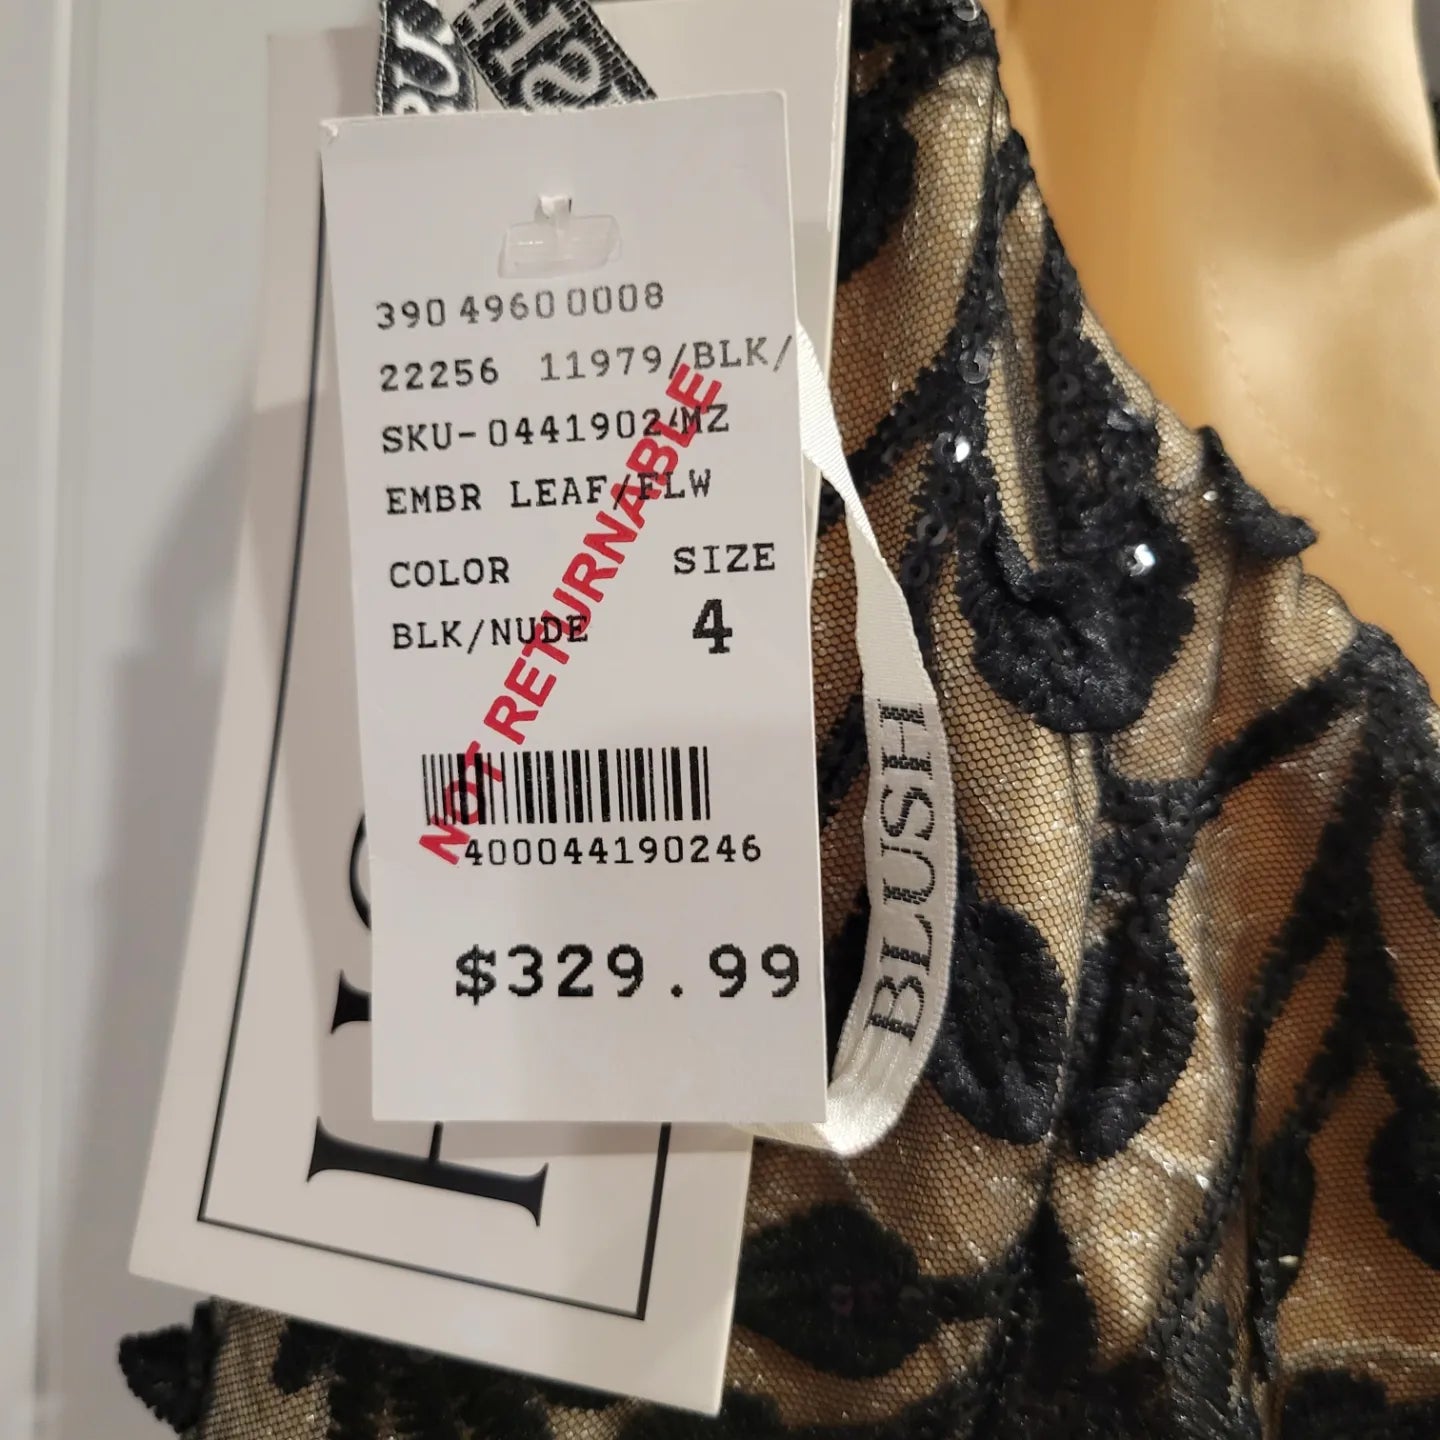 390 4960 0008
22256 11979/BLK/
SKU-0441902/MZ
EMBR LEAF/FLW
COLOR SIZE
BLK/NUDE 4
NOT RETURNABLE
400044190246
$329.99
BLUSH